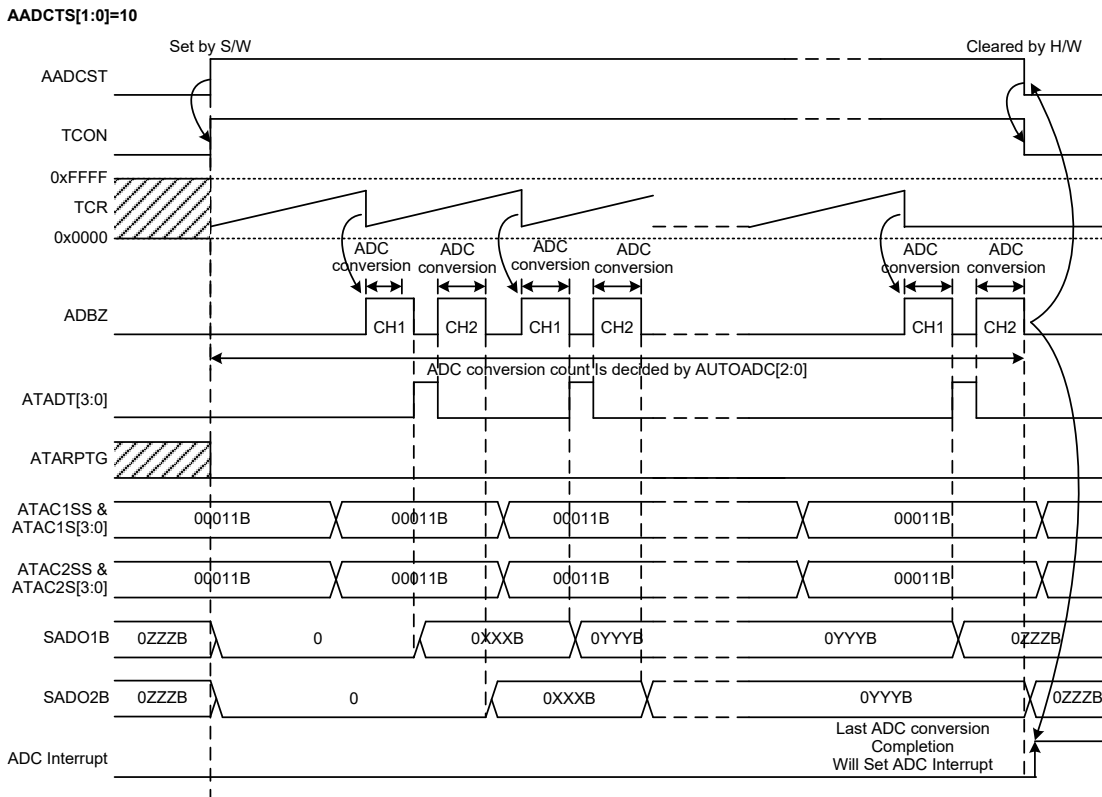 AADCTS[1:0]=10
Set by S/W
Cleared by H/W
AADCST
TCON
0xFFFF
TCR
0x0000
ADC conversion
ADC conversion
ADC conversion
ADC conversion
ADC conversion
ADC conversion
ADBZ
CH1
CH2
CH1
CH2
CH1
CH2
ADC conversion count Is decided by AUTOADC[2:0]
ATADT[3:0]
ATARPTG
ATAC1SS &
ATAC1S[3:0]
00011B
00011B
00011B
00011B
ATAC2SS &
ATAC2S[3:0]
00011B
00011B
00011B
00011B
SADO1B
0ZZZB
0
0XXXB
0YYYB
0YYYB
0ZZZB
SADO2B
0ZZZB
0
0XXXB
0YYYB
0ZZZB
Last ADC conversion
Completion
Will Set ADC Interrupt
ADC Interrupt